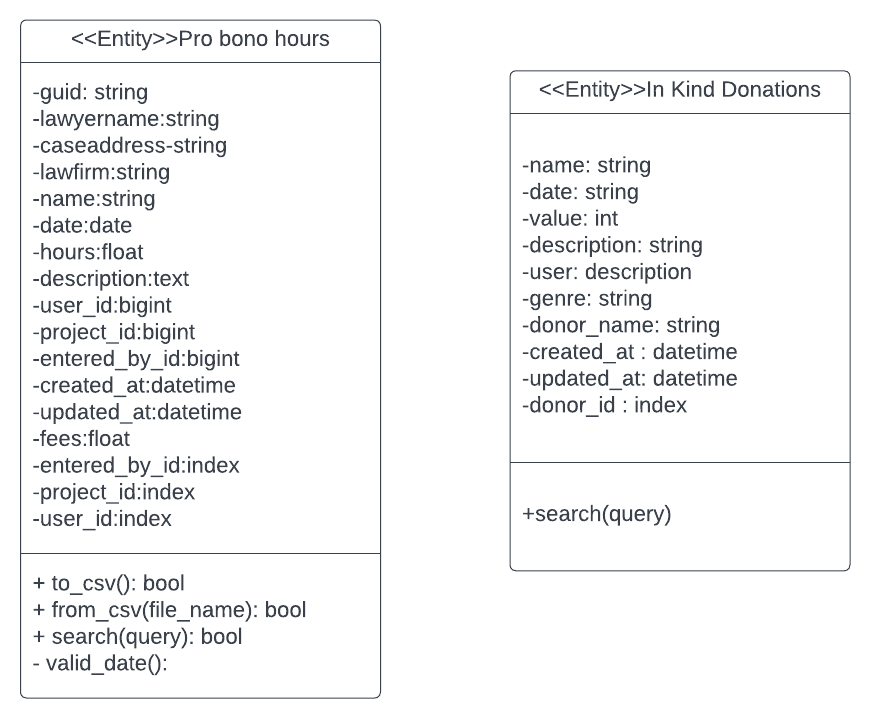 <<Entity>>Pro bono hours
-guid: string
-lawyername:string
-caseaddress-string
-lawfirm:string
-name:string
-date:date
-hours:float
-description:text
-user_id:bigint
-project_id:bigint
-entered_by_id:bigint
-created_at:datetime
-updated_at:datetime
-fees:float
-entered_by_id:index
-project_id:index
-user_id:index
+ to_csv(): bool
+ from_csv(file_name): bool
+ search(query): bool
- valid_date():
<<Entity>>In Kind Donations
-name: string
-date: string
-value: int
-description: string
-user: description
-genre: string
-donor_name: string
-created_at : datetime
-updated_at: datetime
-donor_id : index
+search(query)